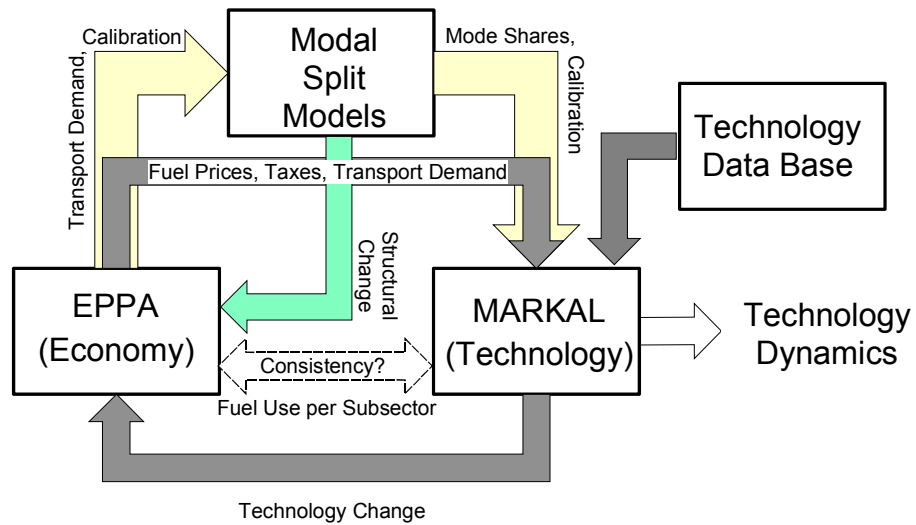 Calibration
Transport Demand,
Modal
Split
Models
Mode Shares,
Calibration
Technology
Data Base
Fuel Prices, Taxes, Transport Demand
Structural
Change
EPPA
(Economy)
MARKAL
(Technology)
Technology
Dynamics
Consistency?
Fuel Use per Subsector
Technology Change